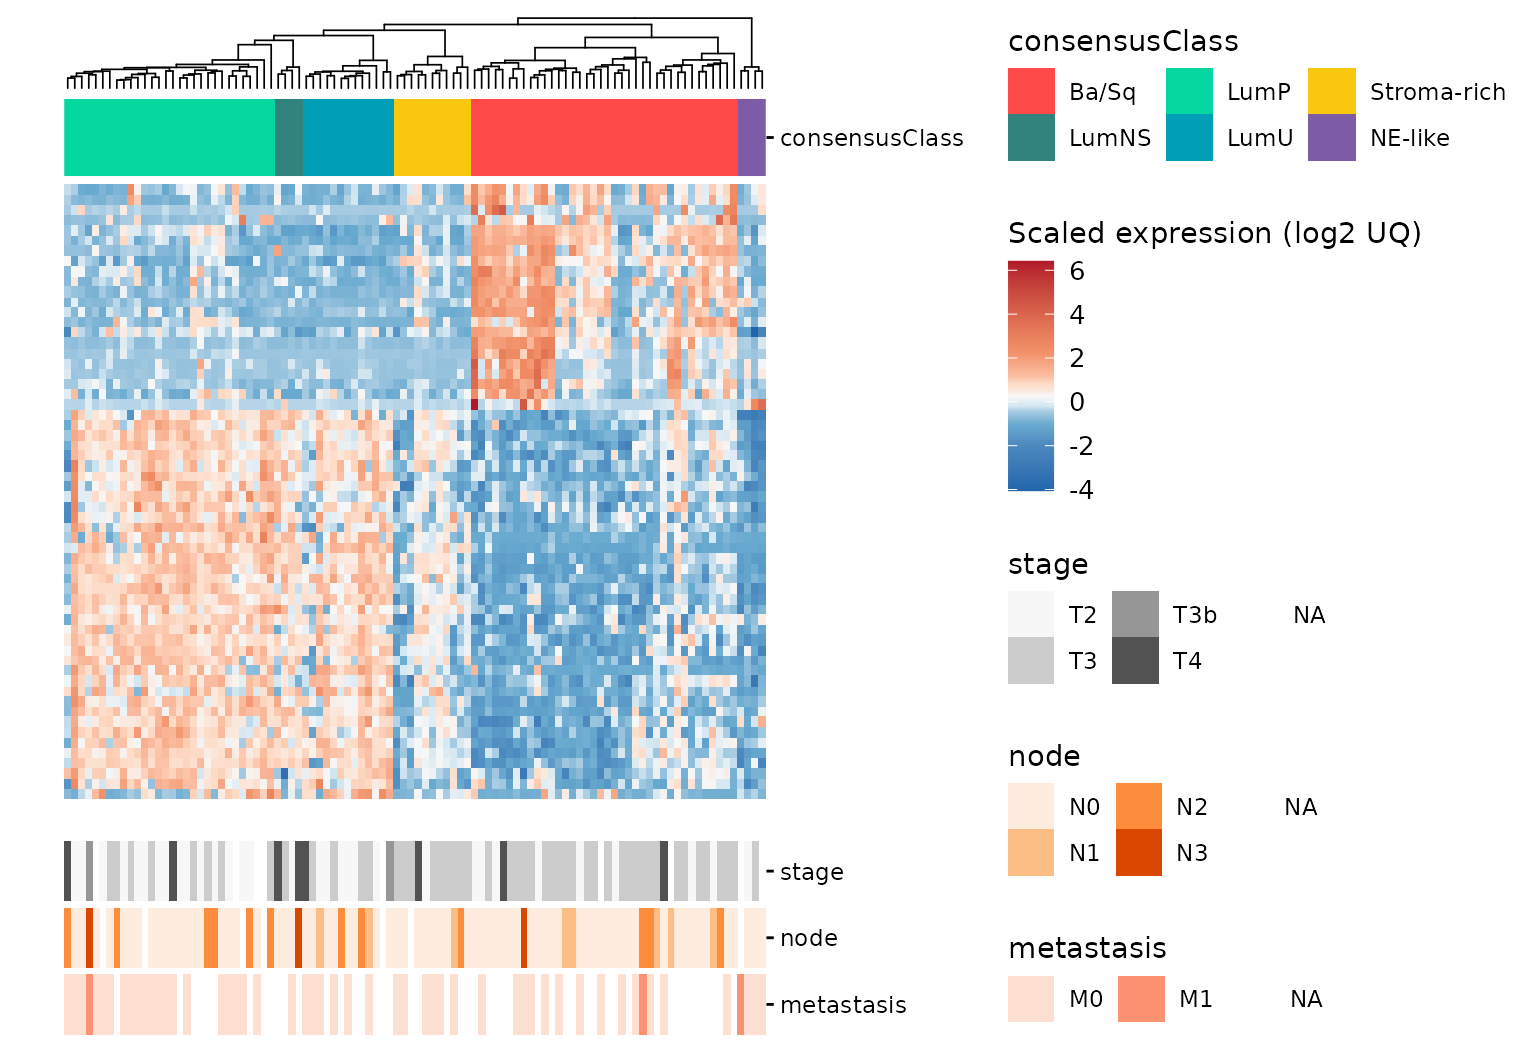 consensusClass
Ba/Sq
LumP
Stroma-rich
LumNS
LumU
NE-like
consensusClass
Scaled expression (log2 UQ)
6
4
2
0
-2
-4
stage
T2
T3b
NA
T3
T4
node
N0
N2
NA
N1
N3
metastasis
M0
M1
NA
stage
node
metastasis